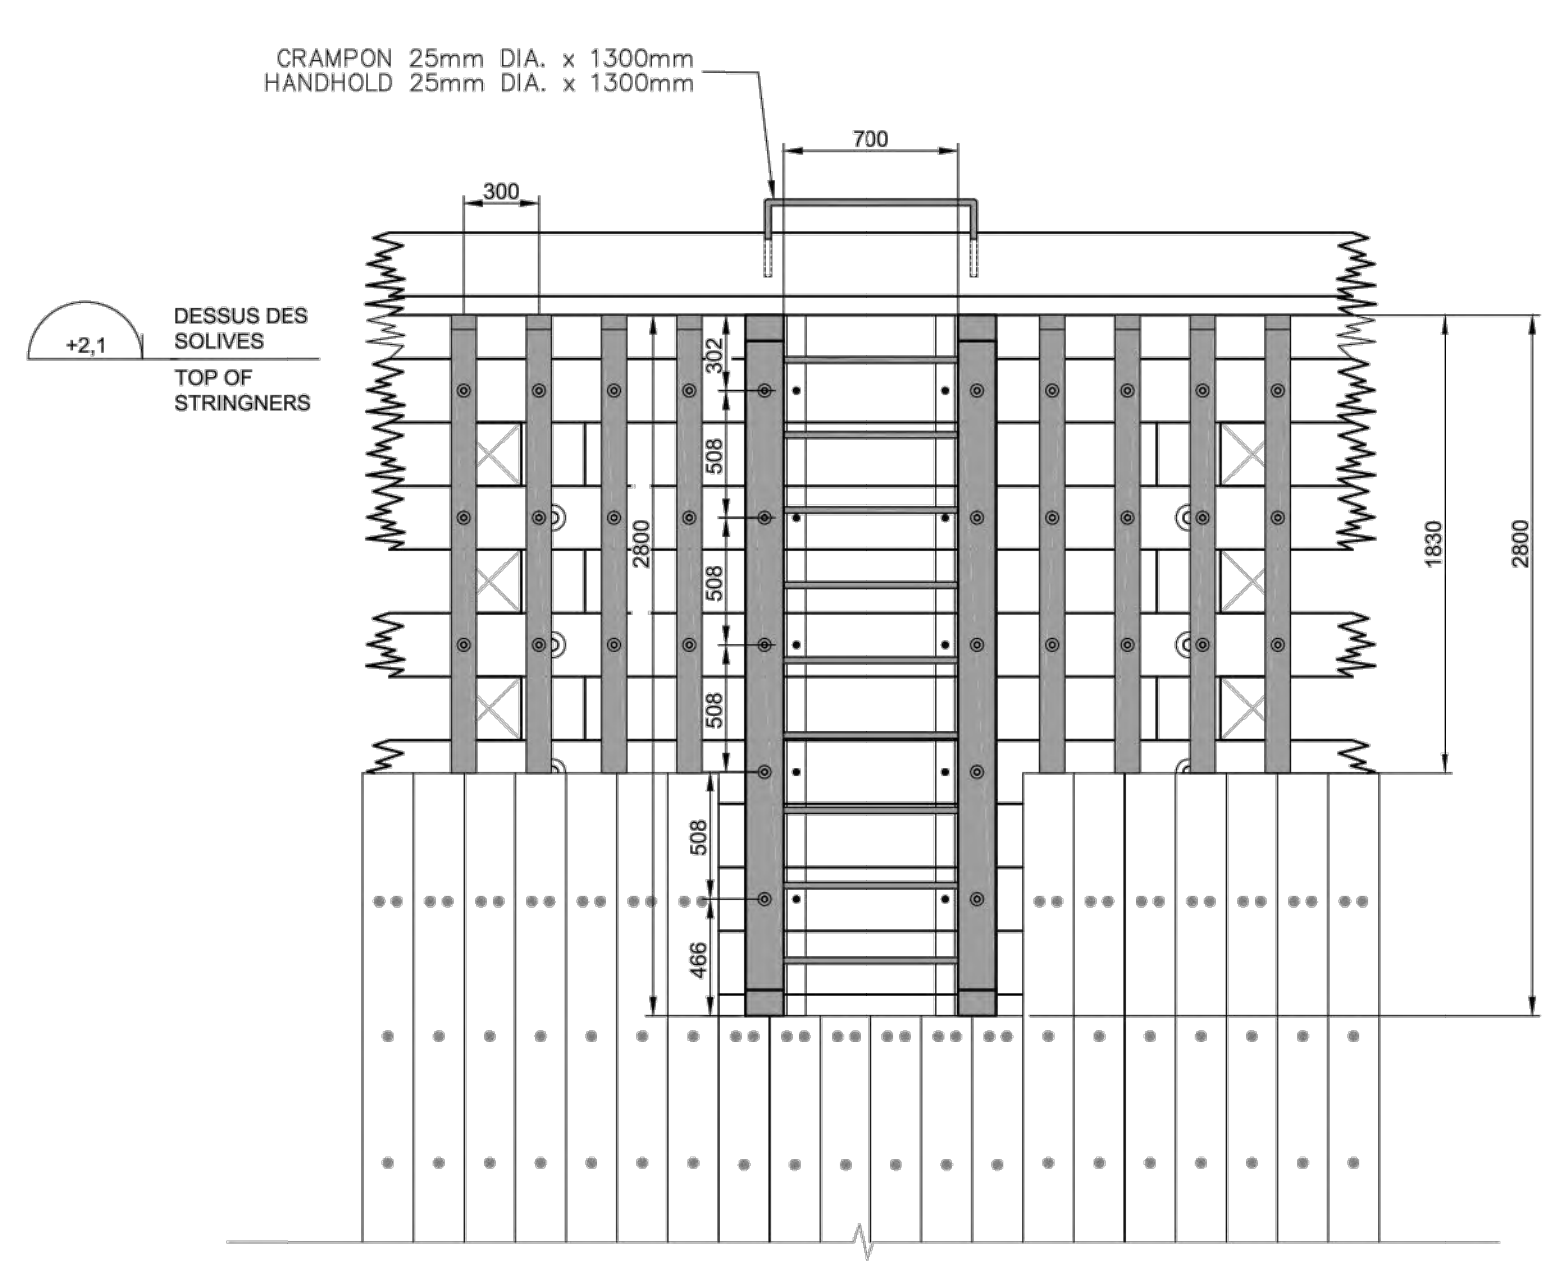 CRAMPON 25mm DIA. x 1300mm
HANDHOLD 25mm DIA. x 1300mm
700
300
DESSUS DES
SOLIVES
+2,1
TOP OF
STRINGNERS
302
508
508
508
508
466
2800
1830
2800